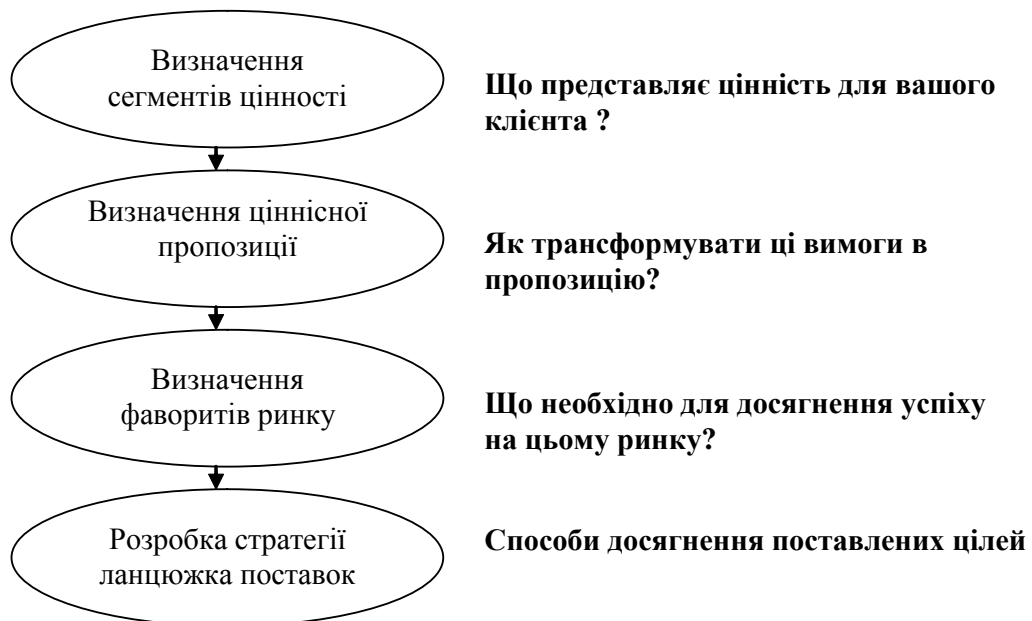 Визначення
сегментів цінності
Що представляє цінність для вашого
клієнта ?
Визначення ціннісної
пропозиції
Як трансформувати ці вимоги в
пропозицію?
Визначення
фаворитів ринку
Що необхідно для досягнення успіху
на цьому ринку?
Розробка стратегії
ланцюжка поставок
Способи досягнення поставлених цілей